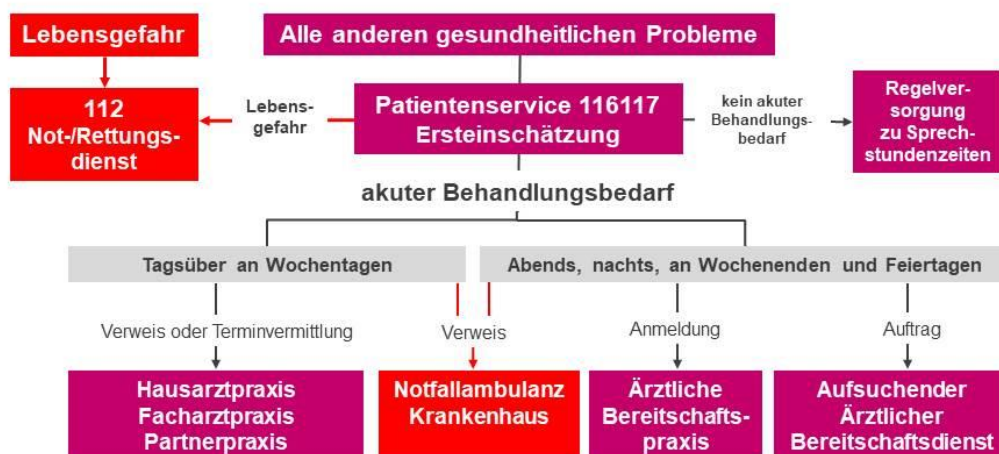 Lebensgefahr
Alle anderen gesundheitlichen Probleme
112
Not-/Rettungs-
dienst
Lebens-
gefahr
Patientenservice 116117
Ersteinschätzung
kein akuter
Behandlungs-
bedarf
Regelver-
sorgung
zu Sprech-
stundenzeiten
akuter Behandlungsbedarf
Tagsüber an Wochentagen
Abends, nachts, an Wochenenden und Feiertagen
Verweis oder Terminvermittlung
Verweis
Anmeldung
Auftrag
Hausarztpraxis
Facharztpraxis
Partnerpraxis
Notfallambulanz
Krankenhaus
Ärztliche
Bereitschafts-
praxis
Aufsuchender
Ärztlicher
Bereitschaftsdienst